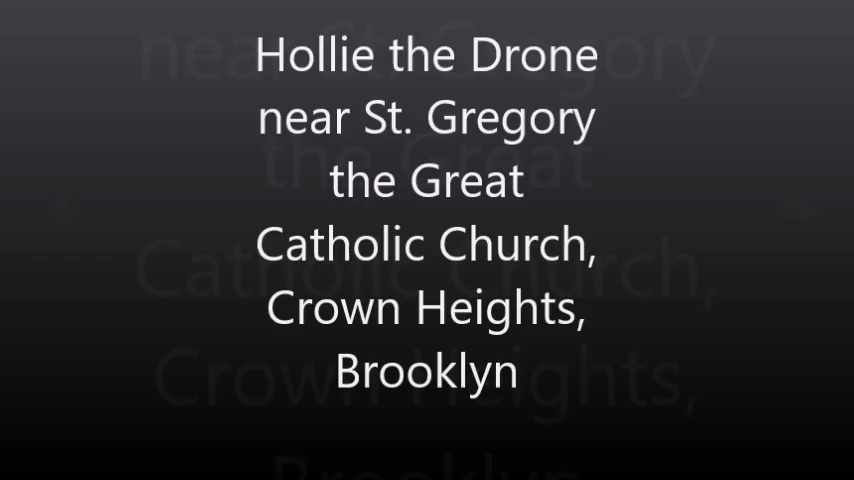 Hollie the Drone
near St. Gregory
the Great
Catholic Church,
Crown Heights,
Brooklyn